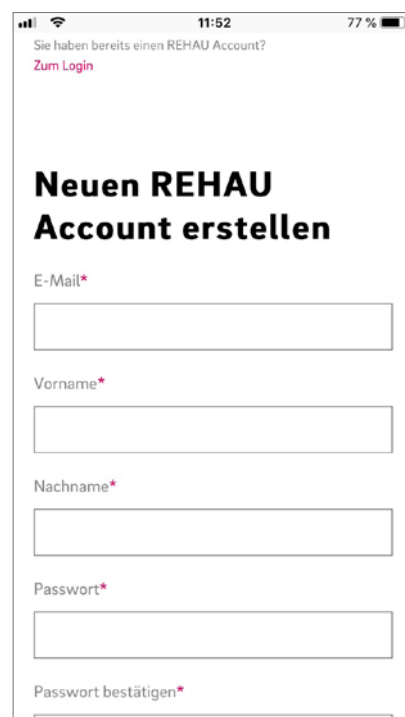 11:52
77 %
Sie haben bereits einen REHAU Account?
Zum Login
Neuen REHAU
Account erstellen
E-Mail*
Vorname*
Nachname*
Passwort*
Passwort bestätigen*